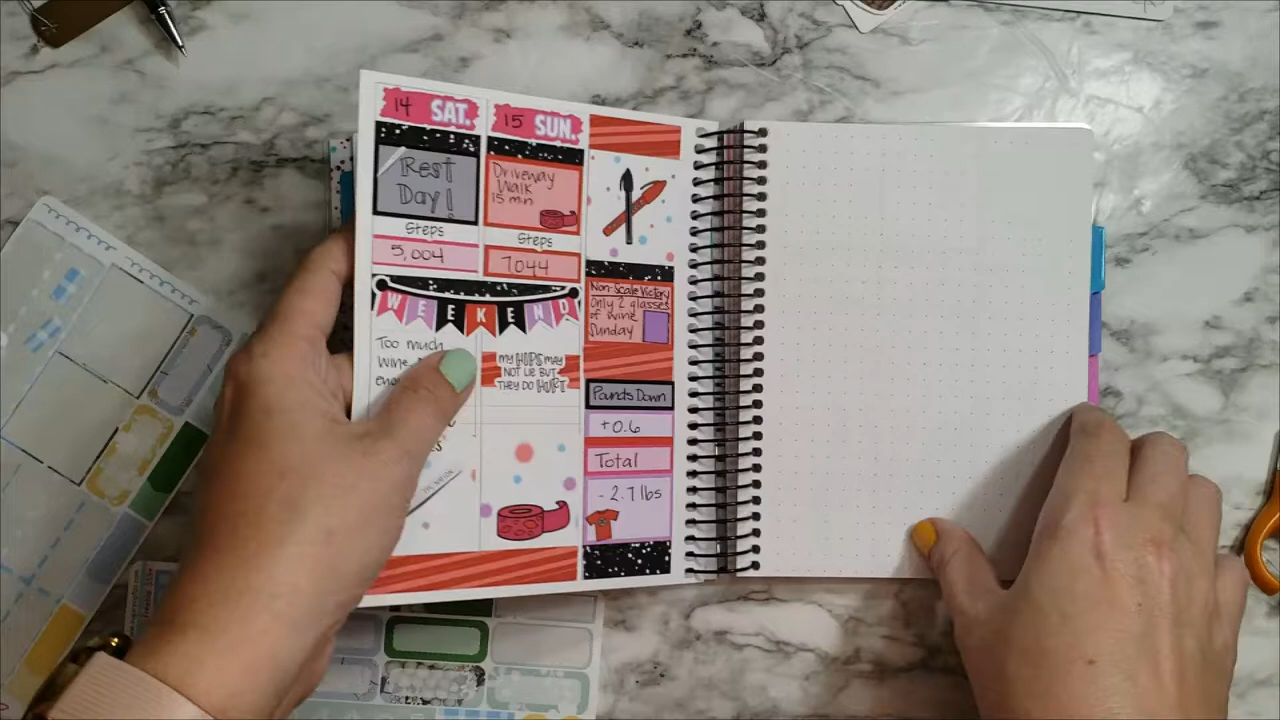 14 SAT.
Rest
Day!
Steps
5,004
15 SUN.
Driveway
Walk
15 min
Steps
7044
WEEKEND
Too much
wine
my HIPS may
NOT LIE BUT
THEY DO HURT
Non-Scale Victory
Only 2 glasses
of wine
Sunday
Pounds Down
+0.6
Total
- 2.7 lbs